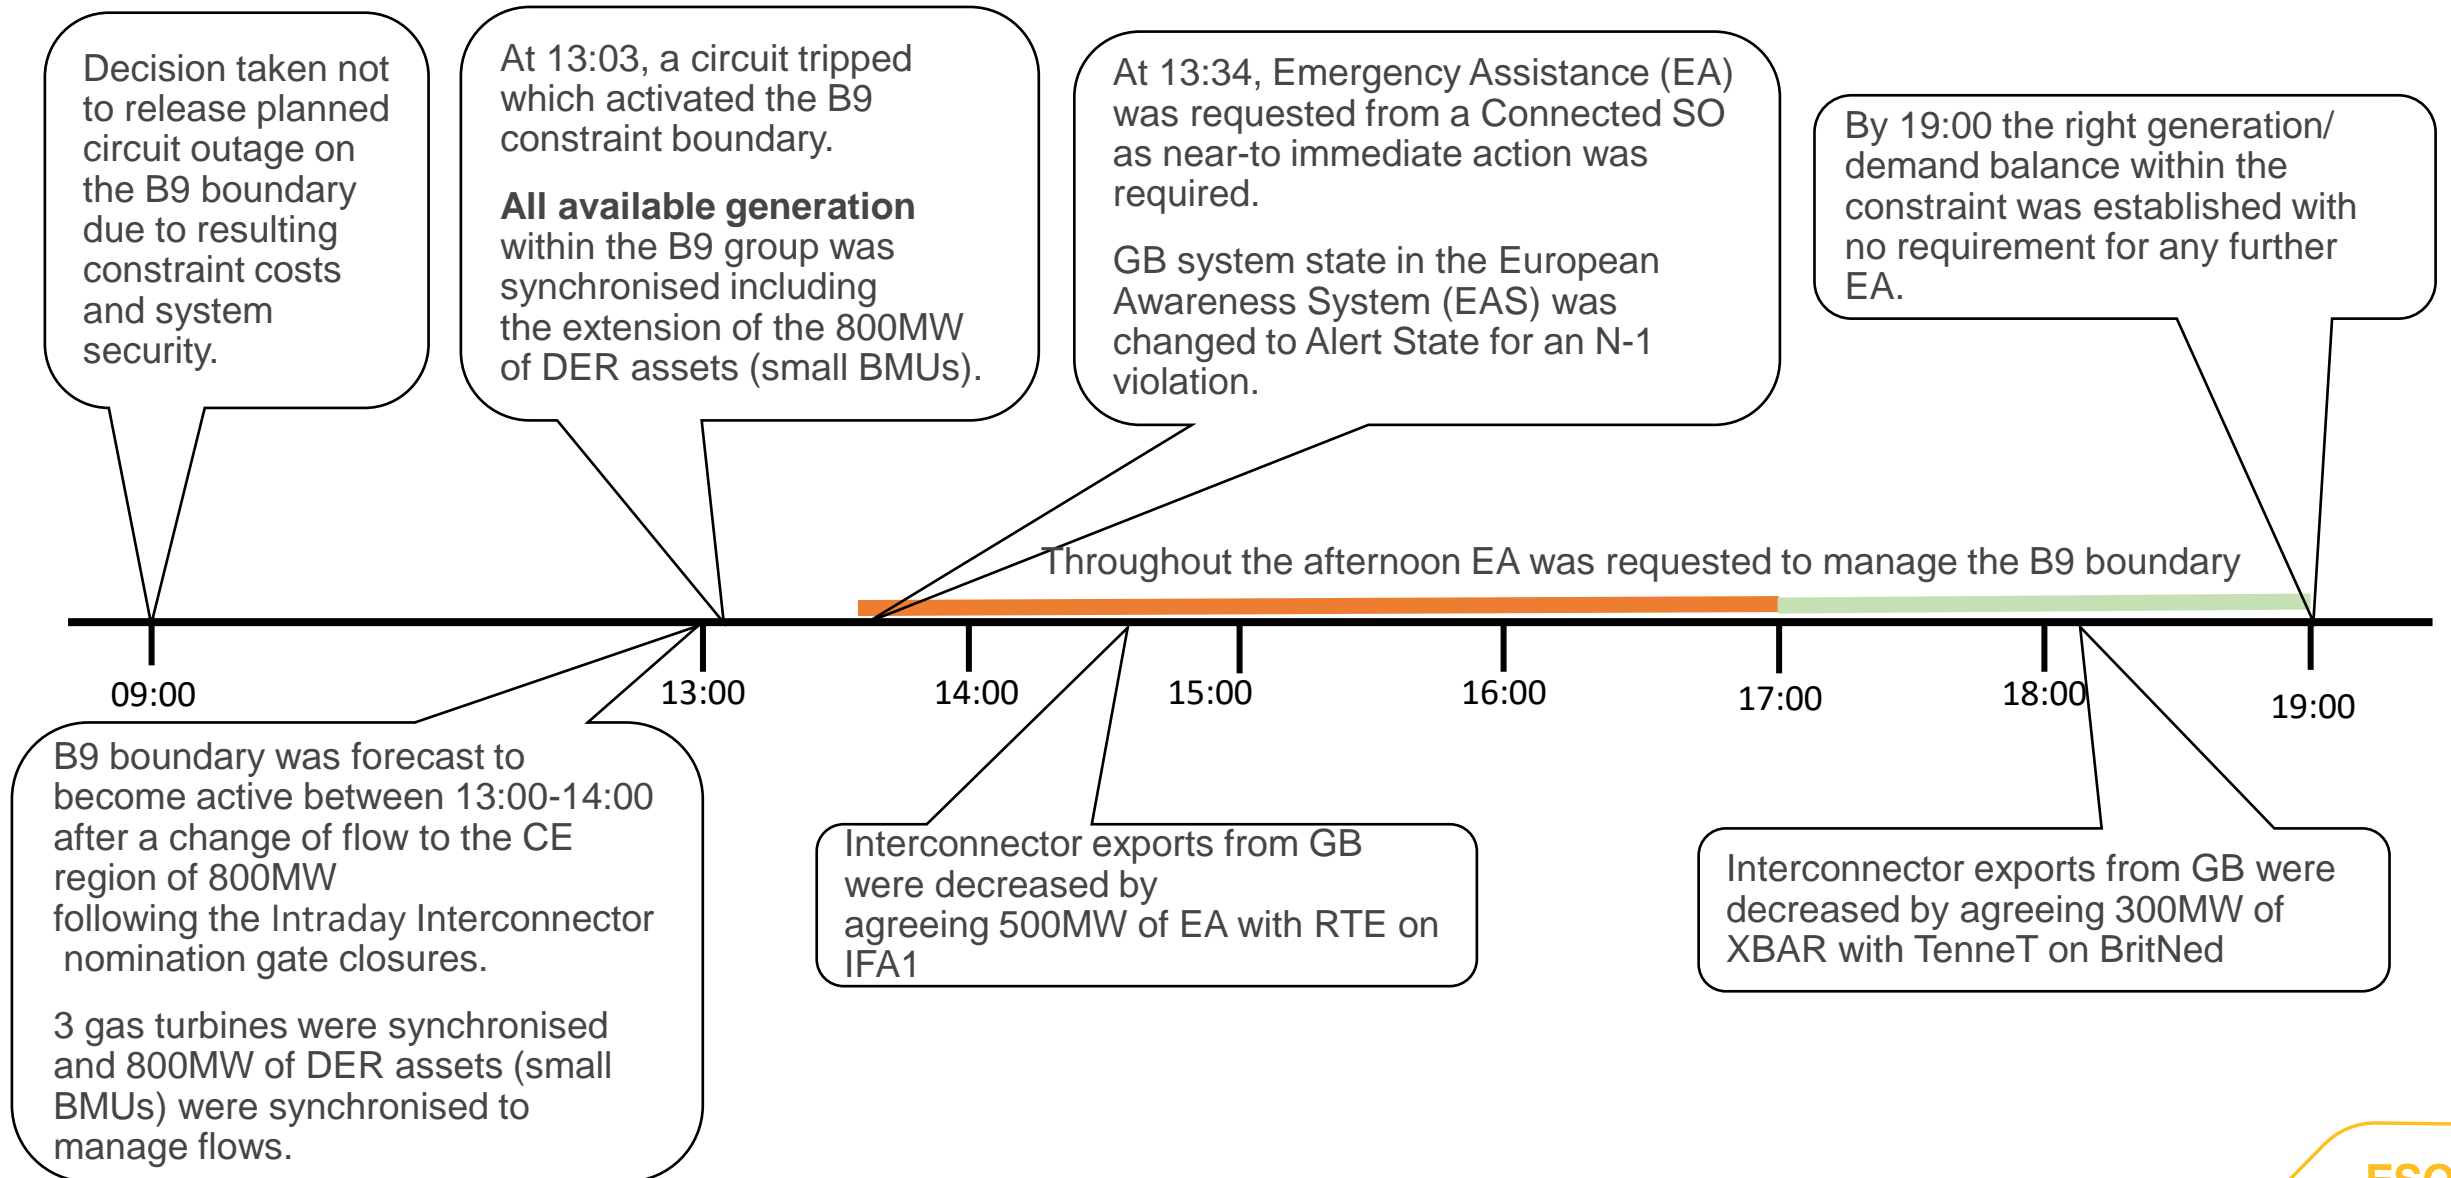 Decision taken not
to release planned
circuit outage on
the B9 boundary
due to resulting
constraint costs
and system
security.
At 13:03, a circuit tripped
which activated the B9
constraint boundary.
All available generation
within the B9 group was
synchronised including
the extension of the 800MW
of DER assets (small BMUs).
At 13:34, Emergency Assistance (EA)
was requested from a Connected SO
as near-to immediate action was
required.
GB system state in the European
Awareness System (EAS) was
changed to Alert State for an N-1
violation.
By 19:00 the right generation/
demand balance within the
constraint was established with
no requirement for any further
EA.
Throughout the afternoon EA was requested to manage the B9 boundary
09:00
13:00
14:00
15:00
16:00
17:00
18:00
19:00
B9 boundary was forecast to
become active between 13:00-14:00
after a change of flow to the CE
region of 800MW
following the Intraday Interconnector
nomination gate closures.
3 gas turbines were synchronised
and 800MW of DER assets (small
BMUs) were synchronised to
manage flows.
Interconnector exports from GB
were decreased by
agreeing 500MW of EA with RTE on
IFA1
Interconnector exports from GB were
decreased by agreeing 300MW of
XBAR with TenneT on BritNed
ESO